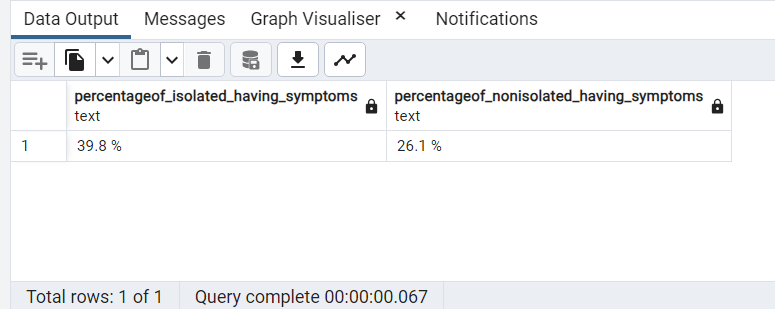 Data Output Messages Graph Visualiser × Notifications
percentageof_isolated_having_symptoms percentageof_nonisolated_having_symptoms
text text
1 39.8 % 26.1 %
Total rows: 1 of 1 Query complete 00:00:00.067